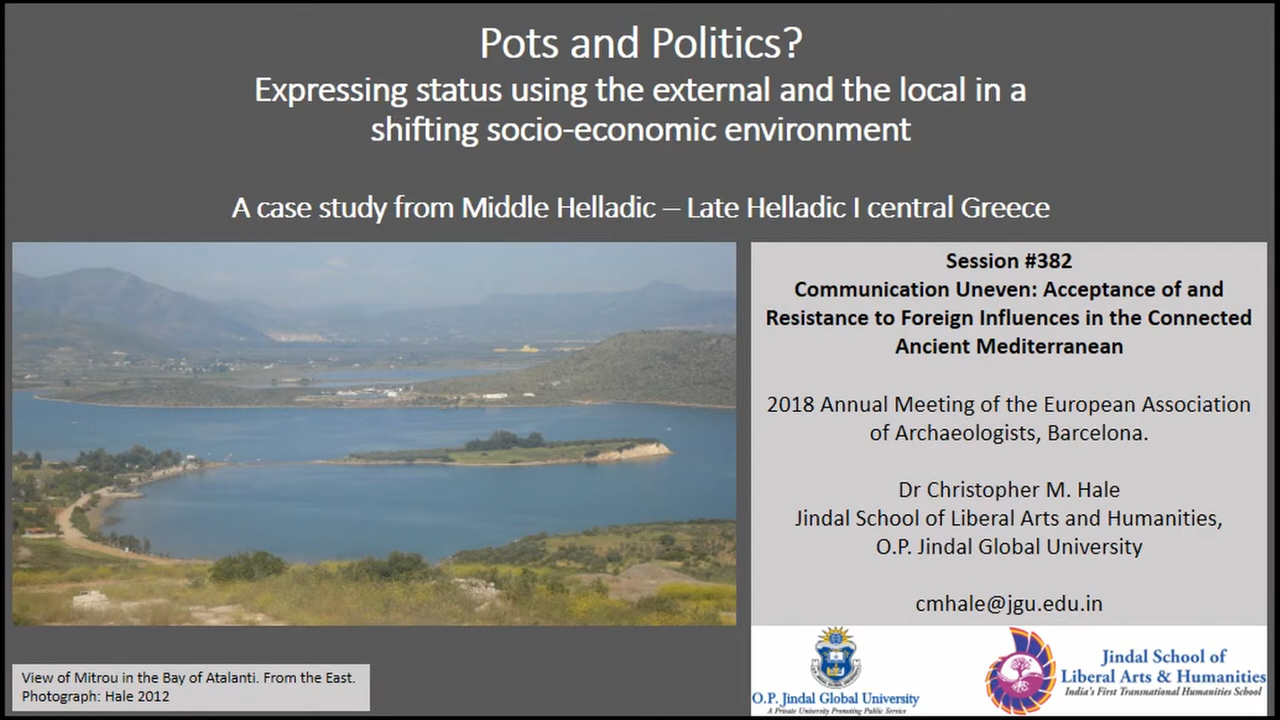 Pots and Politics?
Expressing status using the external and the local in a
shifting socio-economic environment
A case study from Middle Helladic – Late Helladic I central Greece
Session #382
Communication Uneven: Acceptance of and
Resistance to Foreign Influences in the Connected
Ancient Mediterranean
2018 Annual Meeting of the European Association
of Archaeologists, Barcelona.
Dr Christopher M. Hale
Jindal School of Liberal Arts and Humanities,
O.P. Jindal Global University
cmhale@jgu.edu.in
View of Mitrou in the Bay of Atalanti. From the East.
Photograph: Hale 2012
O.P. Jindal Global University
A Private University Promoting Public Service
Jindal School of
Liberal Arts & Humanities
India's First Transnational Humanities School